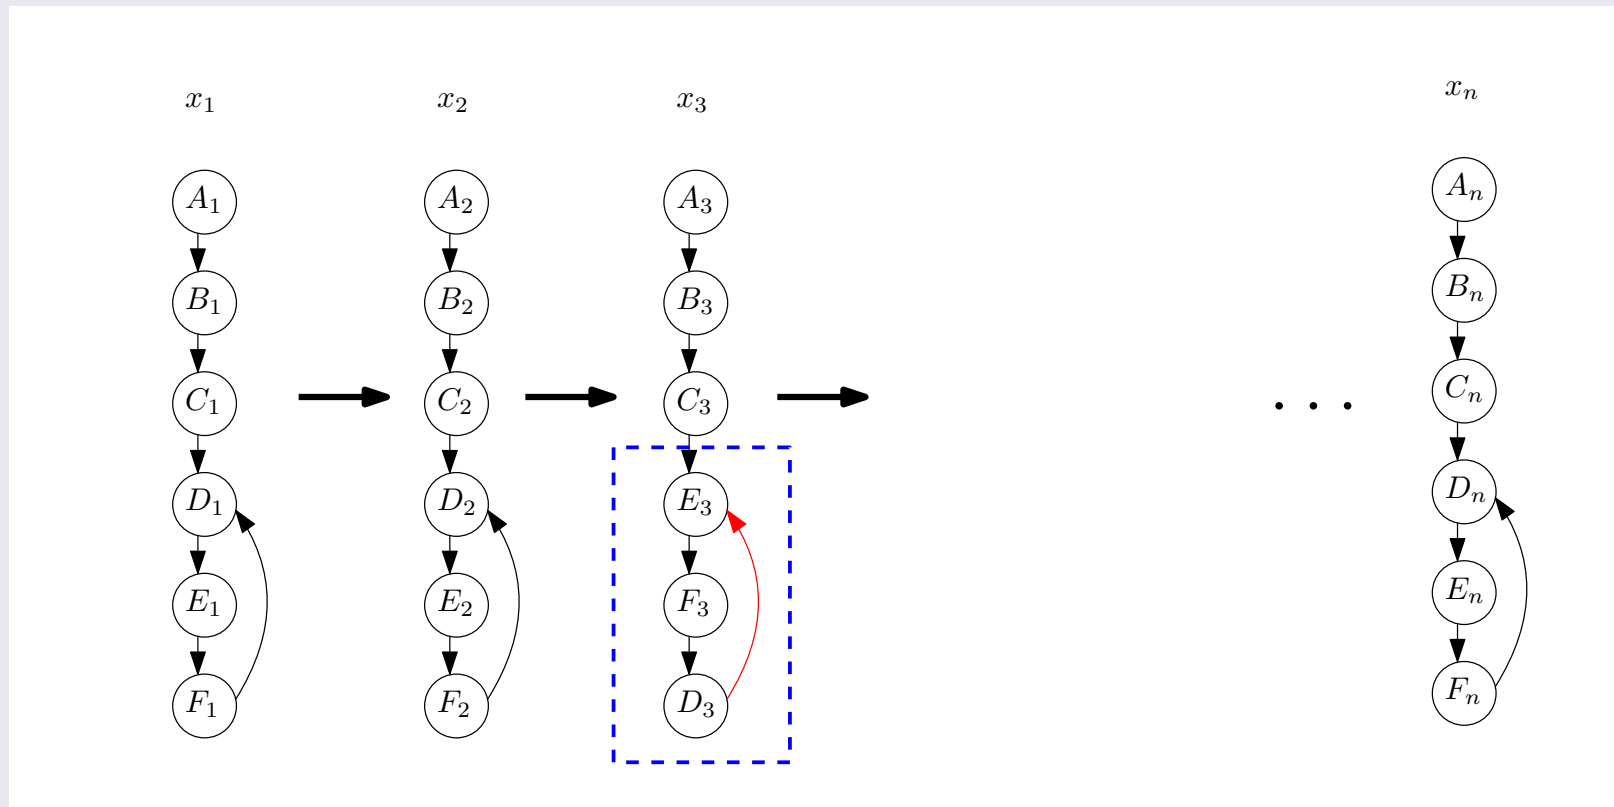 x₁ x₂ x₃ xₙ
A₁ A₂ A₃ Aₙ
B₁ B₂ B₃ Bₙ
C₁ C₂ C₃ . . . Cₙ
D₁ D₂ E₃ Dₙ
E₁ E₂ F₃ Eₙ
F₁ F₂ D₃ Fₙ